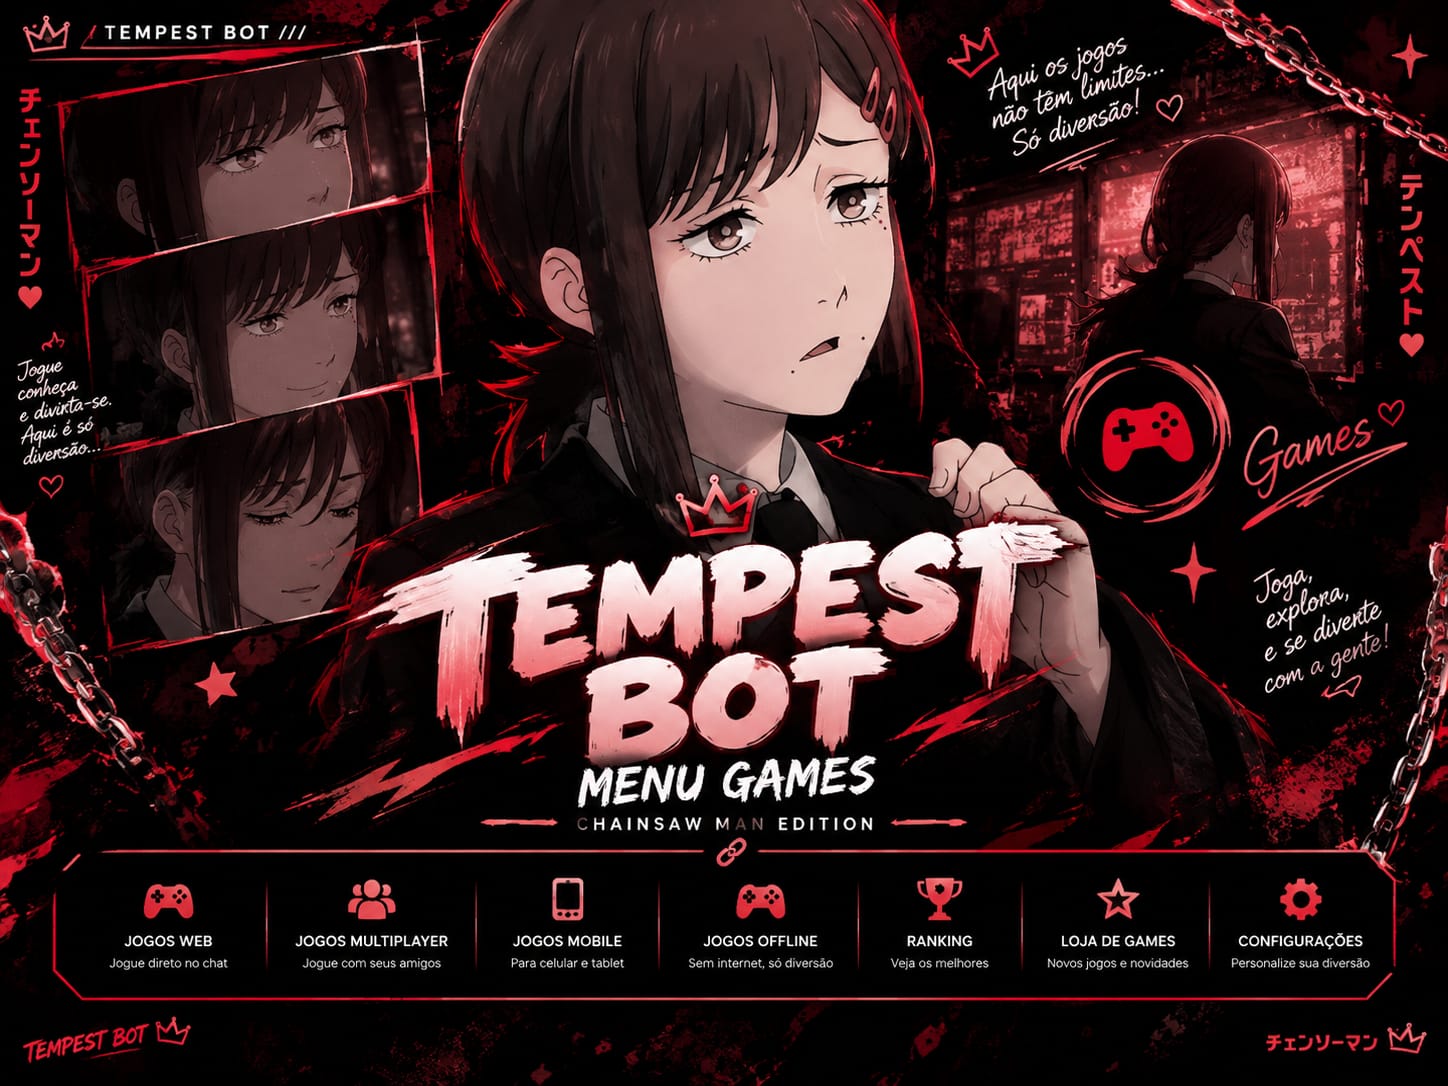 TEMPEST BOT ///
チェンソーマン
Jogue
conheça
e divirta-se.
Aqui é só
diversão...
Aqui os jogos
não têm limites...
Só diversão!
テンペスト
Games
Joga,
explora,
e se diverte
com a gente!
TEMPEST
BOT
MENU GAMES
CHAINSAW MAN EDITION
JOGOS WEB
Jogue direto no chat
JOGOS MULTIPLAYER
Jogue com seus amigos
JOGOS MOBILE
Para celular e tablet
JOGOS OFFLINE
Sem internet, só diversão
RANKING
Veja os melhores
LOJA DE GAMES
Novos jogos e novidades
CONFIGURAÇÕES
Personalize sua diversão
TEMPEST BOT
チェンソーマン